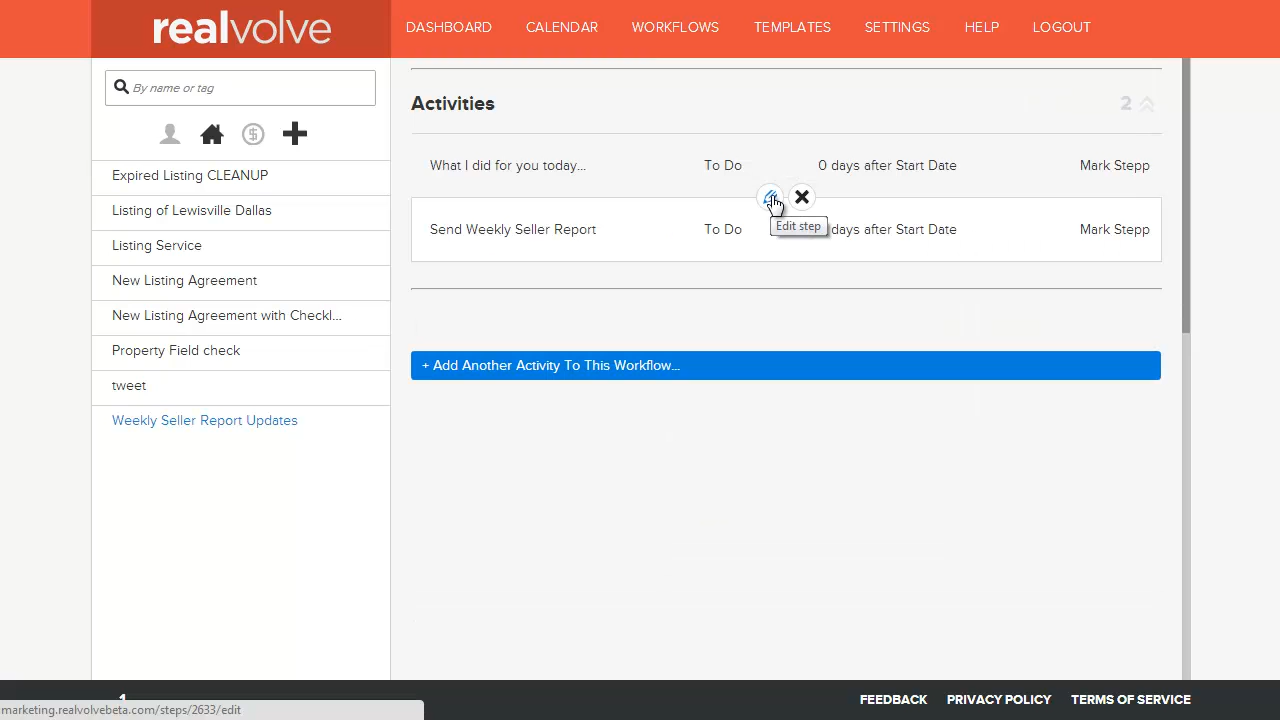 realvolve
DASHBOARD CALENDAR WORKFLOWS TEMPLATES SETTINGS HELP LOGOUT
By name or tag
Expired Listing CLEANUP
Listing of Lewisville Dallas
Listing Service
New Listing Agreement
New Listing Agreement with Checkl...
Property Field check
tweet
Weekly Seller Report Updates
Activities 2
What I did for you today... To Do 0 days after Start Date Mark Stepp
Edit step
Send Weekly Seller Report To Do days after Start Date Mark Stepp
+ Add Another Activity To This Workflow...
FEEDBACK PRIVACY POLICY TERMS OF SERVICE
marketing.realvolvebeta.com/steps/2633/edit